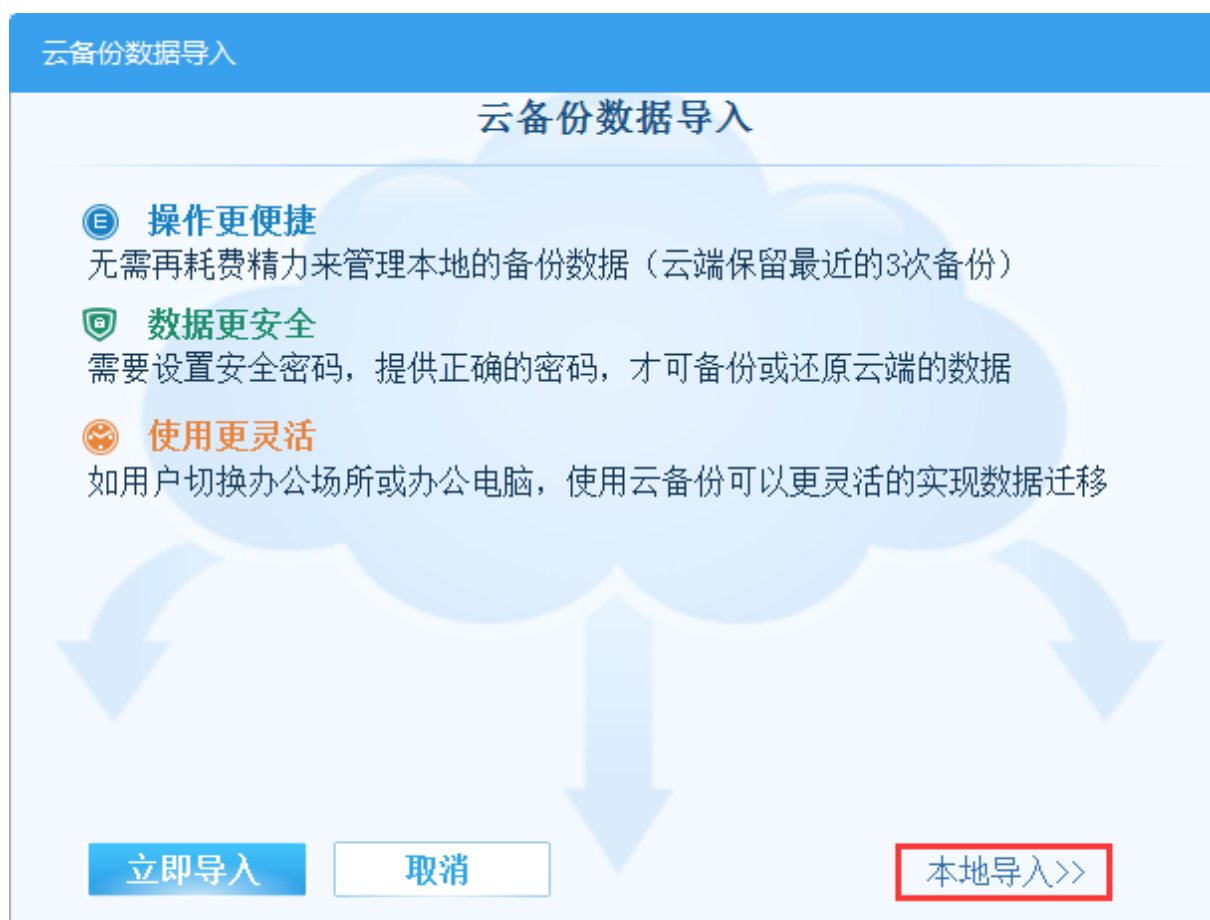 云备份数据导入
云备份数据导入
操作更便捷
无需再耗费精力来管理本地的备份数据（云端保留最近的3次备份）
数据更安全
需要设置安全密码，提供正确的密码，才可备份或还原云端的数据
使用更灵活
如用户切换办公场所或办公电脑，使用云备份可以更灵活的实现数据迁移
立即导入 取消 本地导入>>